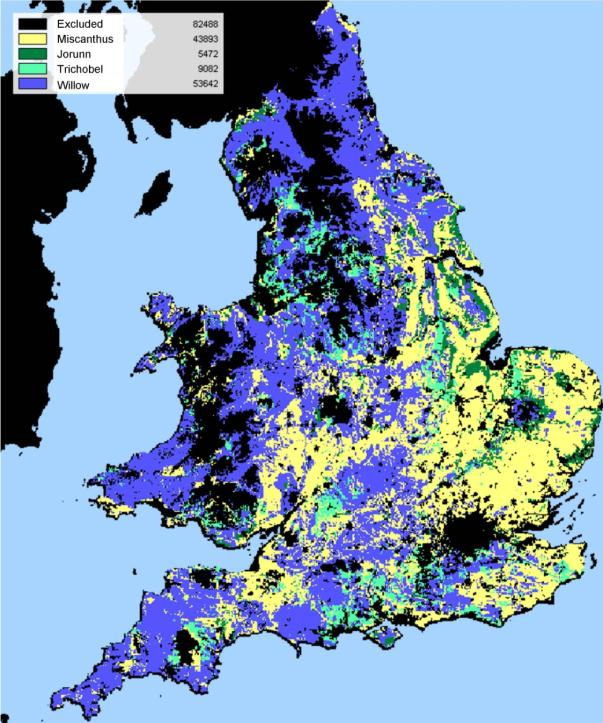 Excluded 82488
Miscanthus 43893
Jorunn 5472
Trichobel 9082
Willow 53642